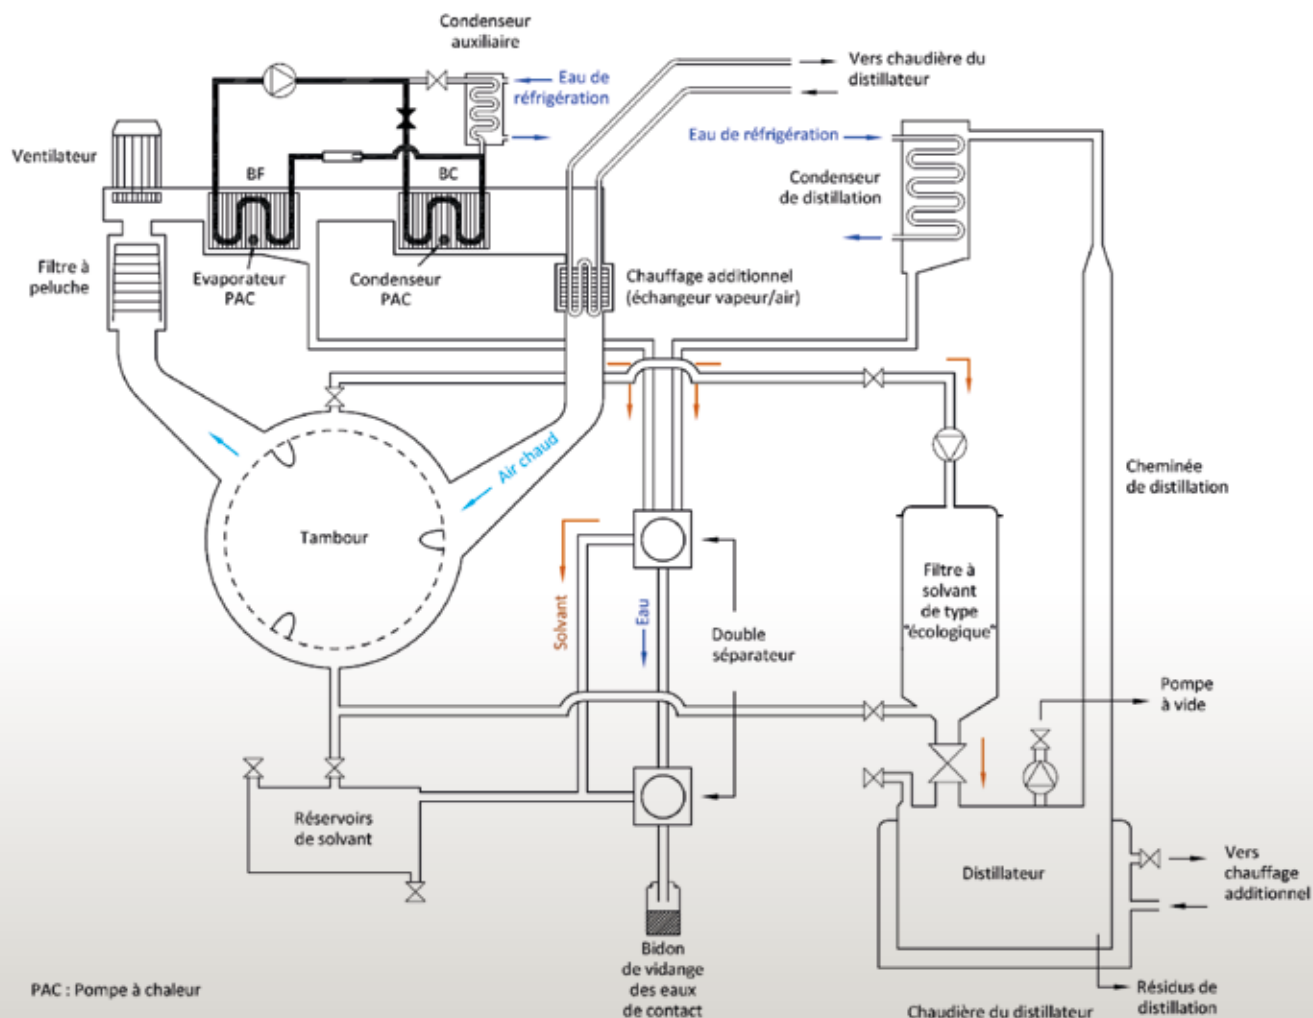 Condenseur
auxiliaire
Eau de
réfrigération
Vers chaudière du
distillateur
Ventilateur
BF
BC
Eau de réfrigération
Condenseur
de distillation
Filtre à
peluche
Evaporateur
PAC
Condenseur
PAC
Chauffage additionnel
(échangeur vapeur/air)
Air chaud
Cheminée
de distillation
Tambour
Filtre à
solvant
de type
"écologique"
Solvant
Eau
Double
séparateur
Pompe
à vide
Réservoirs
de solvant
Distillateur
Vers
chauffage
additionnel
Bidon
de vidange
des eaux
de contact
PAC : Pompe à chaleur
Résidus de
distillation
Chaudière du distillateur